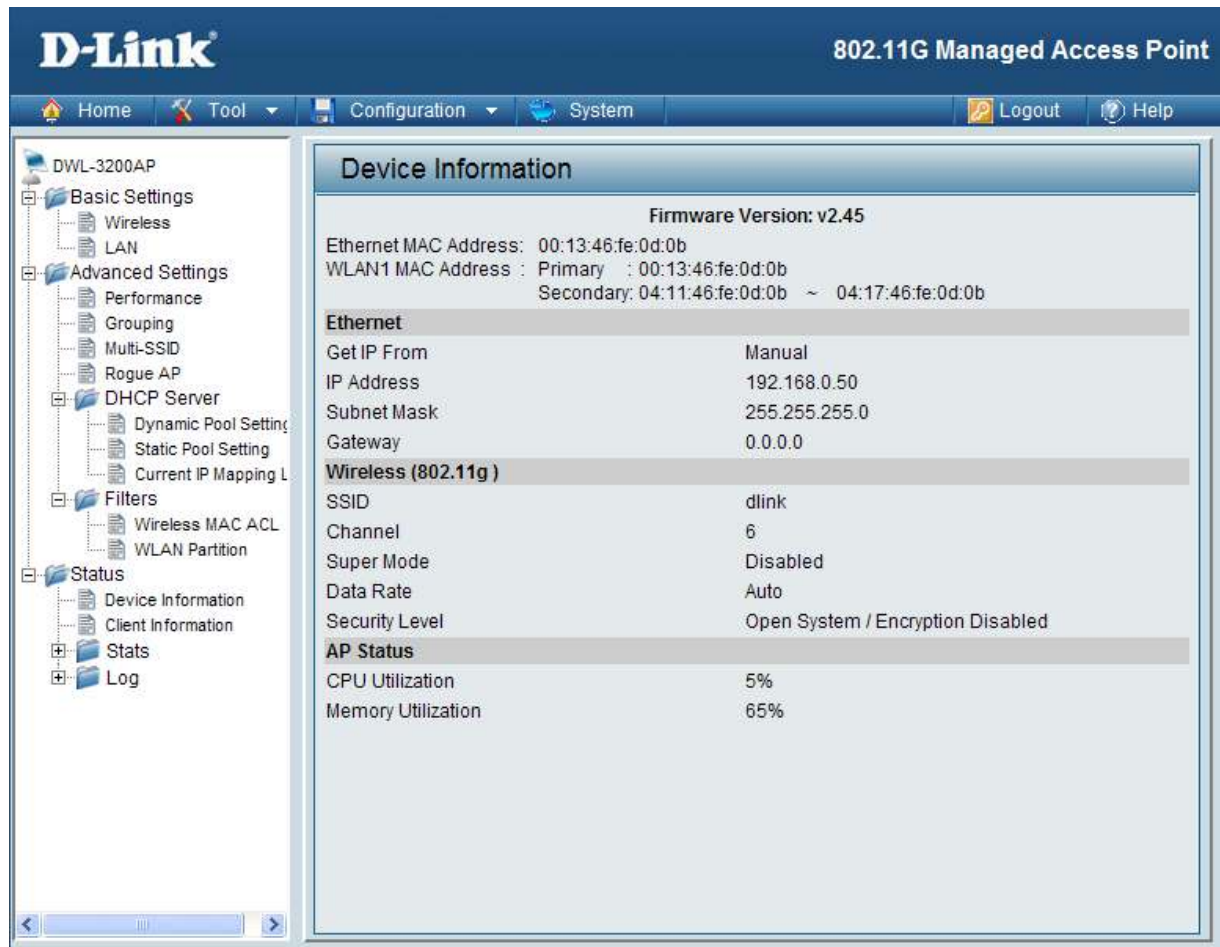 D-Link
802.11G Managed Access Point
Home Tool Configuration System Logout Help
DWL-3200AP
Basic Settings
Wireless
LAN
Advanced Settings
Performance
Grouping
Multi-SSID
Rogue AP
DHCP Server
Dynamic Pool Setting
Static Pool Setting
Current IP Mapping L
Filters
Wireless MAC ACL
WLAN Partition
Status
Device Information
Client Information
Stats
Log
Device Information
Firmware Version: v2.45
Ethernet MAC Address: 00:13:46:fe:0d:0b
WLAN1 MAC Address : Primary : 00:13:46:fe:0d:0b
Secondary: 04:11:46:fe:0d:0b ~ 04:17:46:fe:0d:0b
Ethernet
Get IP From Manual
IP Address 192.168.0.50
Subnet Mask 255.255.255.0
Gateway 0.0.0.0
Wireless (802.11g )
SSID dlink
Channel 6
Super Mode Disabled
Data Rate Auto
Security Level Open System / Encryption Disabled
AP Status
CPU Utilization 5%
Memory Utilization 65%